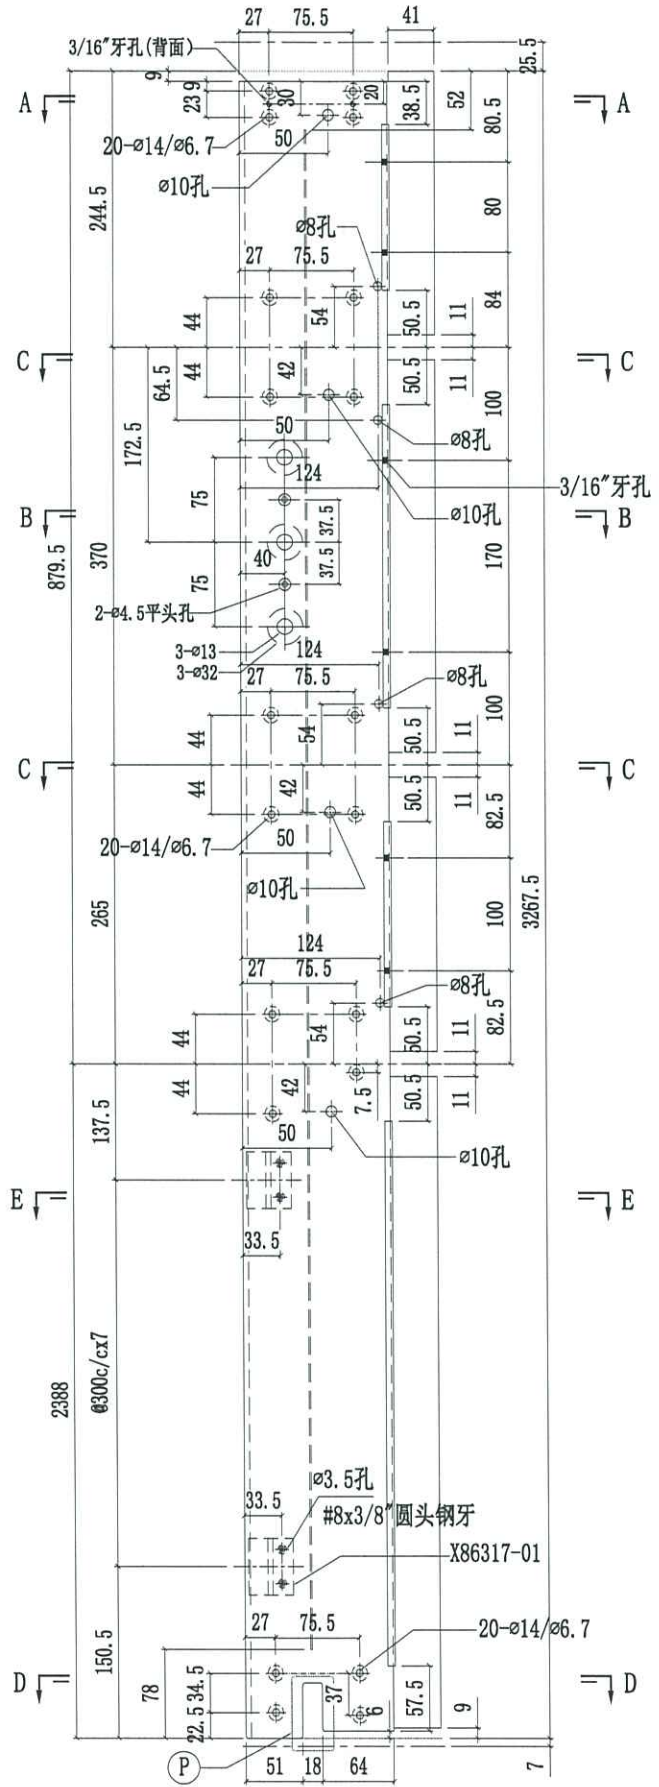 27 75.5 41
3/16″牙孔(背面)
25.5
9
A A
9
23
30
20
38.5
52
80.5
50
20-ø14/ø6.7
ø10孔
244.5
80
ø8孔
27 75.5
44
54
50.5
11
84
C C
64.5
44
42
50.5
11
100
50
ø8孔
172.5
124
3/16″牙孔
75
37.5
ø10孔
B B
879.5
370
40
37.5
170
75
2-ø4.5平头孔
3-ø13
124
3-ø32
27 75.5
ø8孔
100
44
54
50.5
11
C C
44
42
50.5
11
82.5
20-ø14/ø6.7
50
ø10孔
265
100
3267.5
124
27 75.5
ø8孔
44
54
50.5
11
82.5
44
42
7.5
50.5
11
137.5
50
ø10孔
E E
33.5
2388
@300c/cx7
ø3.5孔
33.5
#8x3/8″圆头钢牙
X86317-01
27 75.5
20-ø14/ø6.7
150.5
D D
78
34.5
37
57.5
22.5
6
9
P
51 18 64
7